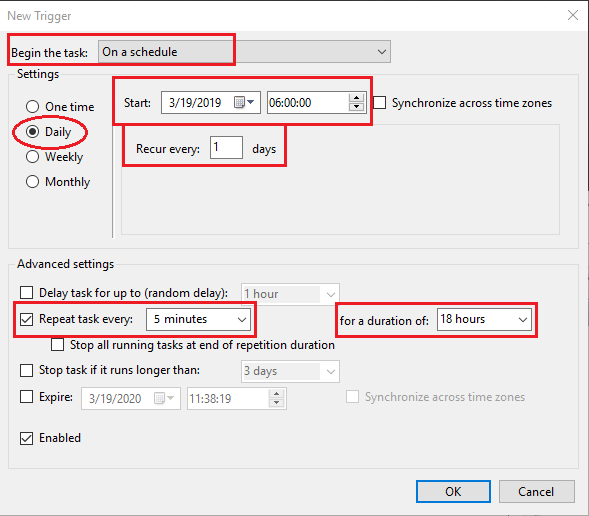 New Trigger
Begin the task: On a schedule
Settings
One time
Start: 3/19/2019 06:00:00 Synchronize across time zones
Daily
Recur every: 1 days
Weekly
Monthly
Advanced settings
Delay task for up to (random delay): 1 hour
Repeat task every: 5 minutes for a duration of: 18 hours
Stop all running tasks at end of repetition duration
Stop task if it runs longer than: 3 days
Expire: 3/19/2020 11:38:19 Synchronize across time zones
Enabled
OK Cancel